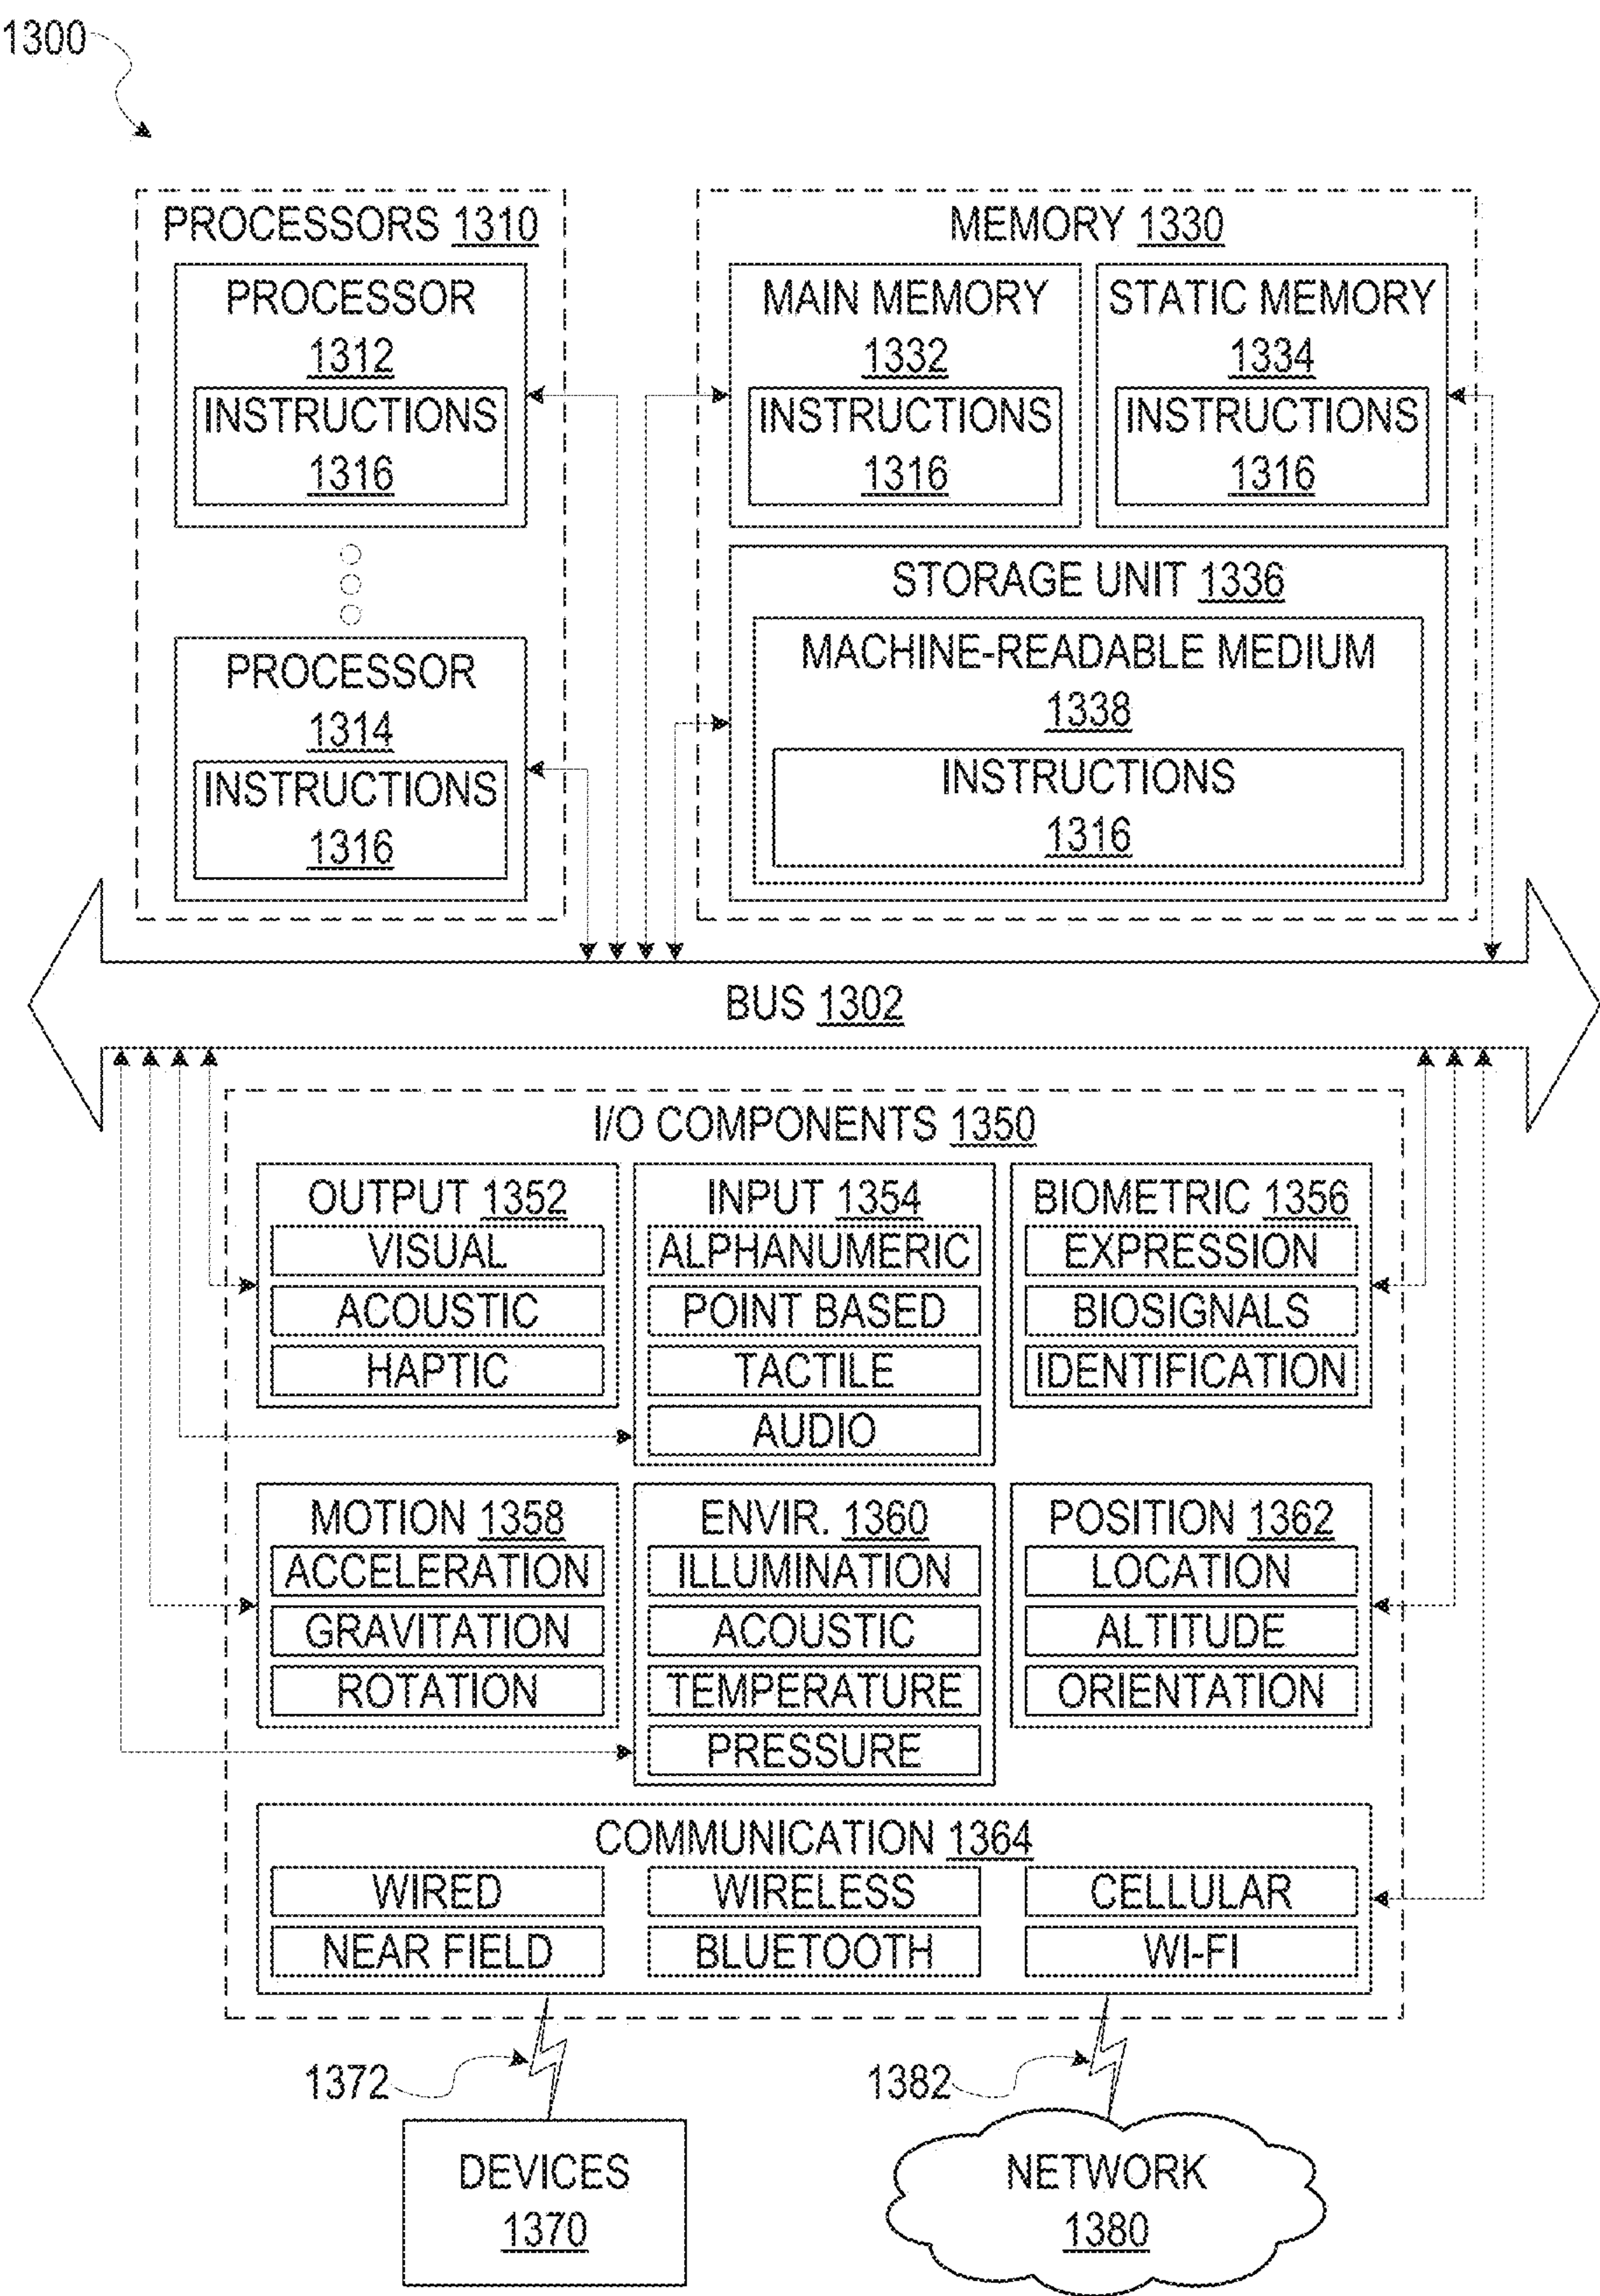 1300
PROCESSORS 1310
PROCESSOR
1312
INSTRUCTIONS
1316
PROCESSOR
1314
INSTRUCTIONS
1316
MEMORY 1330
MAIN MEMORY
1332
INSTRUCTIONS
1316
STATIC MEMORY
1334
INSTRUCTIONS
1316
STORAGE UNIT 1336
MACHINE-READABLE MEDIUM
1338
INSTRUCTIONS
1316
BUS 1302
I/O COMPONENTS 1350
OUTPUT 1352
VISUAL
ACOUSTIC
HAPTIC
INPUT 1354
ALPHANUMERIC
POINT BASED
TACTILE
AUDIO
BIOMETRIC 1356
EXPRESSION
BIOSIGNALS
IDENTIFICATION
MOTION 1358
ACCELERATION
GRAVITATION
ROTATION
ENVIR. 1360
ILLUMINATION
ACOUSTIC
TEMPERATURE
PRESSURE
POSITION 1362
LOCATION
ALTITUDE
ORIENTATION
COMMUNICATION 1364
WIRED
WIRELESS
CELLULAR
NEAR FIELD
BLUETOOTH
WI-FI
1372
1382
DEVICES
1370
NETWORK
1380